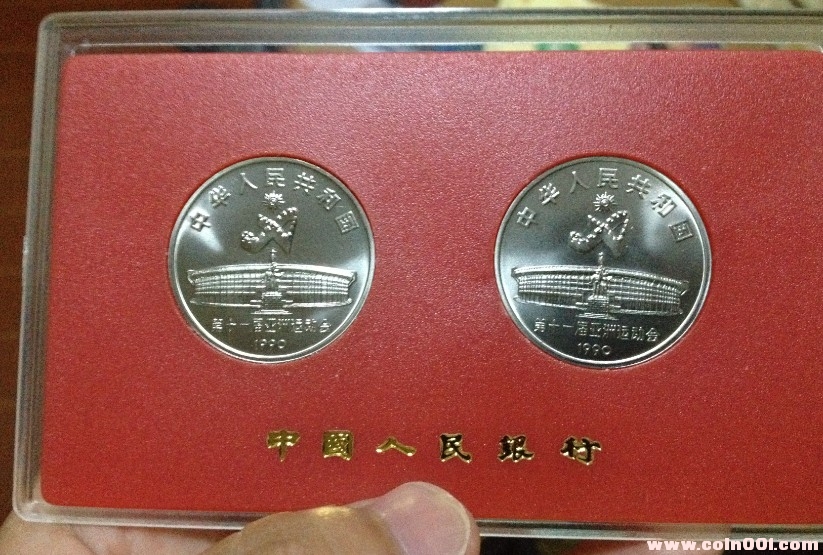 中华人民共和国
第十一届亚洲运动会
1990
中华人民共和国
第十一届亚洲运动会
1990
中國人民銀行
www.coin001.com